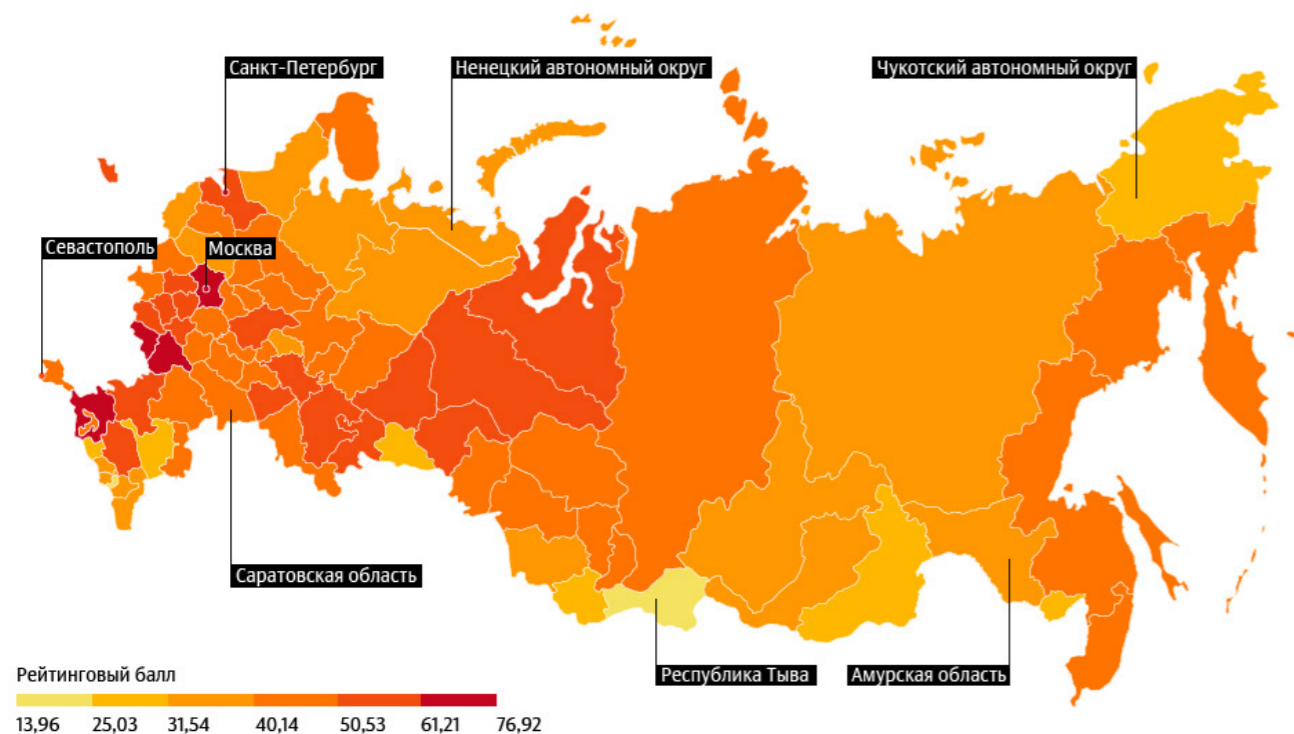 Санкт-Петербург
Ненецкий автономный округ
Чукотский автономный округ
Севастополь
Москва
Саратовская область
Республика Тыва
Амурская область
Рейтинговый балл
13,96 25,03 31,54 40,14 50,53 61,21 76,92